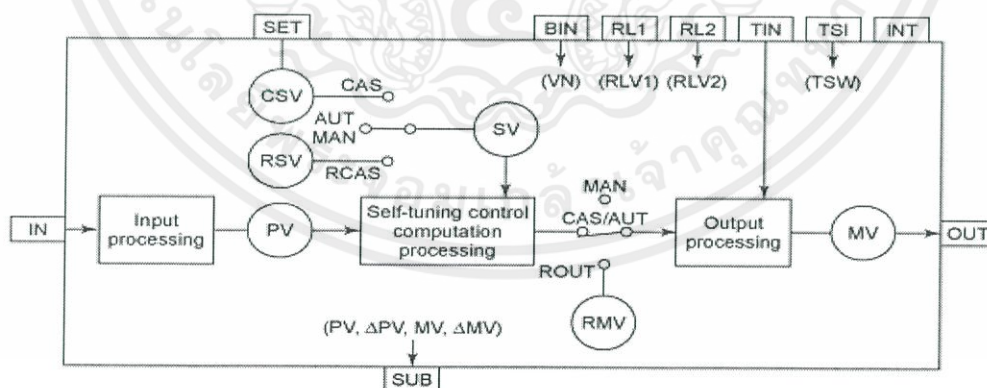 SET BIN RL1 RL2 TIN TSI INT
(VN) (RLV1) (RLV2) (TSW)
CSV CAS
AUT
MAN
SV
RSV RCAS
MAN
CAS/AUT
IN
Input
processing
PV
Self-tuning control
computation
processing
Output
processing
MV
OUT
ROUT
RMV
(PV, ΔPV, MV, ΔMV)
SUB